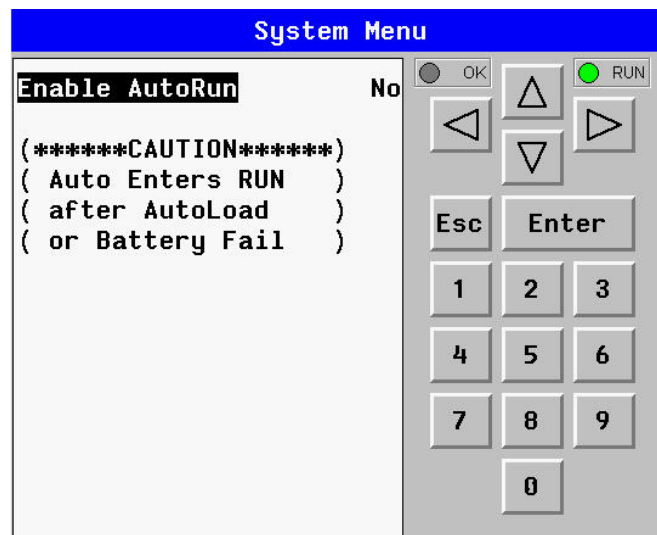 System Menu
Enable AutoRun No
(******CAUTION******)
( Auto Enters RUN )
( after AutoLoad )
( or Battery Fail )
OK
RUN
Esc
Enter
1 2 3
4 5 6
7 8 9
0